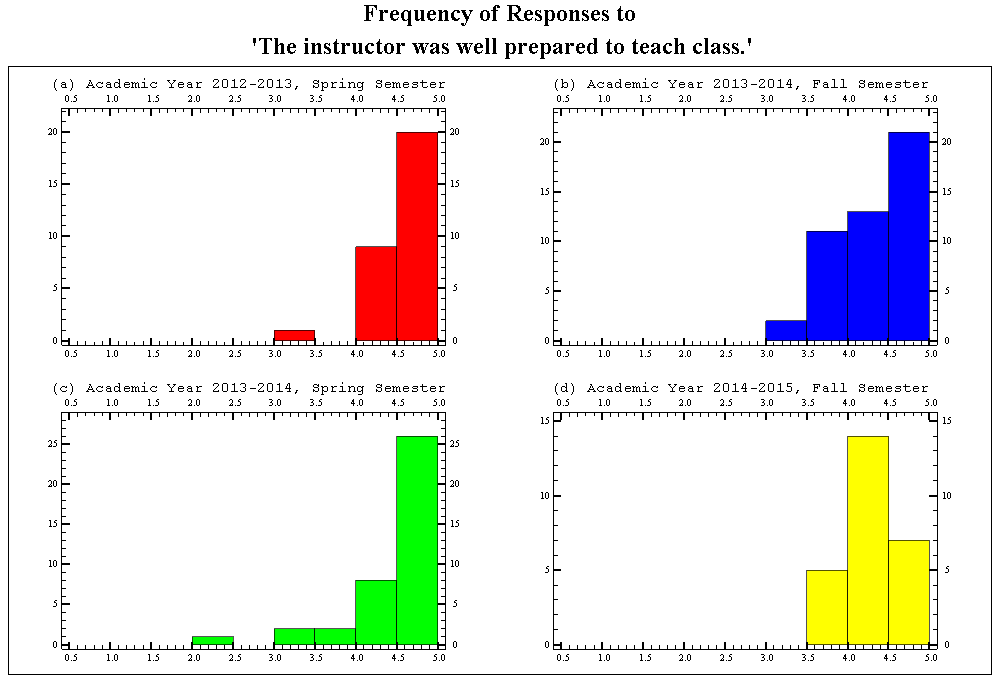 Frequency of Responses to
'The instructor was well prepared to teach class.'
(a) Academic Year 2012-2013, Spring Semester
0.5 1.0 1.5 2.0 2.5 3.0 3.5 4.0 4.5 5.0
20 20
15 15
10 10
5 5
0 0
0.5 1.0 1.5 2.0 2.5 3.0 3.5 4.0 4.5 5.0
(b) Academic Year 2013-2014, Fall Semester
0.5 1.0 1.5 2.0 2.5 3.0 3.5 4.0 4.5 5.0
20 20
15 15
10 10
5 5
0 0
0.5 1.0 1.5 2.0 2.5 3.0 3.5 4.0 4.5 5.0
(c) Academic Year 2013-2014, Spring Semester
0.5 1.0 1.5 2.0 2.5 3.0 3.5 4.0 4.5 5.0
25 25
20 20
15 15
10 10
5 5
0 0
0.5 1.0 1.5 2.0 2.5 3.0 3.5 4.0 4.5 5.0
(d) Academic Year 2014-2015, Fall Semester
0.5 1.0 1.5 2.0 2.5 3.0 3.5 4.0 4.5 5.0
15 15
10 10
5 5
0 0
0.5 1.0 1.5 2.0 2.5 3.0 3.5 4.0 4.5 5.0